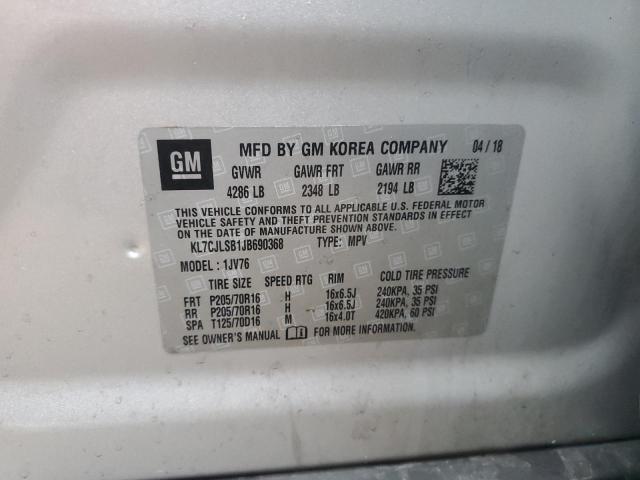 GM MFD BY GM KOREA COMPANY 04 / 18
GVWR GAWR FRT GAWR RR
4286 LB 2348 LB 2194 LB
THIS VEHICLE CONFORMS TO ALL APPLICABLE U.S. FEDERAL MOTOR
VEHICLE SAFETY AND THEFT PREVENTION STANDARDS IN EFFECT ON
THE DATE OF MANUFACTURE SHOWN ABOVE.
KL7CJLSB1JB690368 TYPE: MPV
MODEL : 1JV76
TIRE SIZE SPEED RTG RIM COLD TIRE PRESSURE
FRT P205/70R16 H 16x6.5J 240KPA, 35 PSI
RR P205/70R16 H 16x6.5J 240KPA, 35 PSI
SPA T125/70D16 M 16x4.0T 420KPA, 60 PSI
SEE OWNER'S MANUAL FOR MORE INFORMATION.